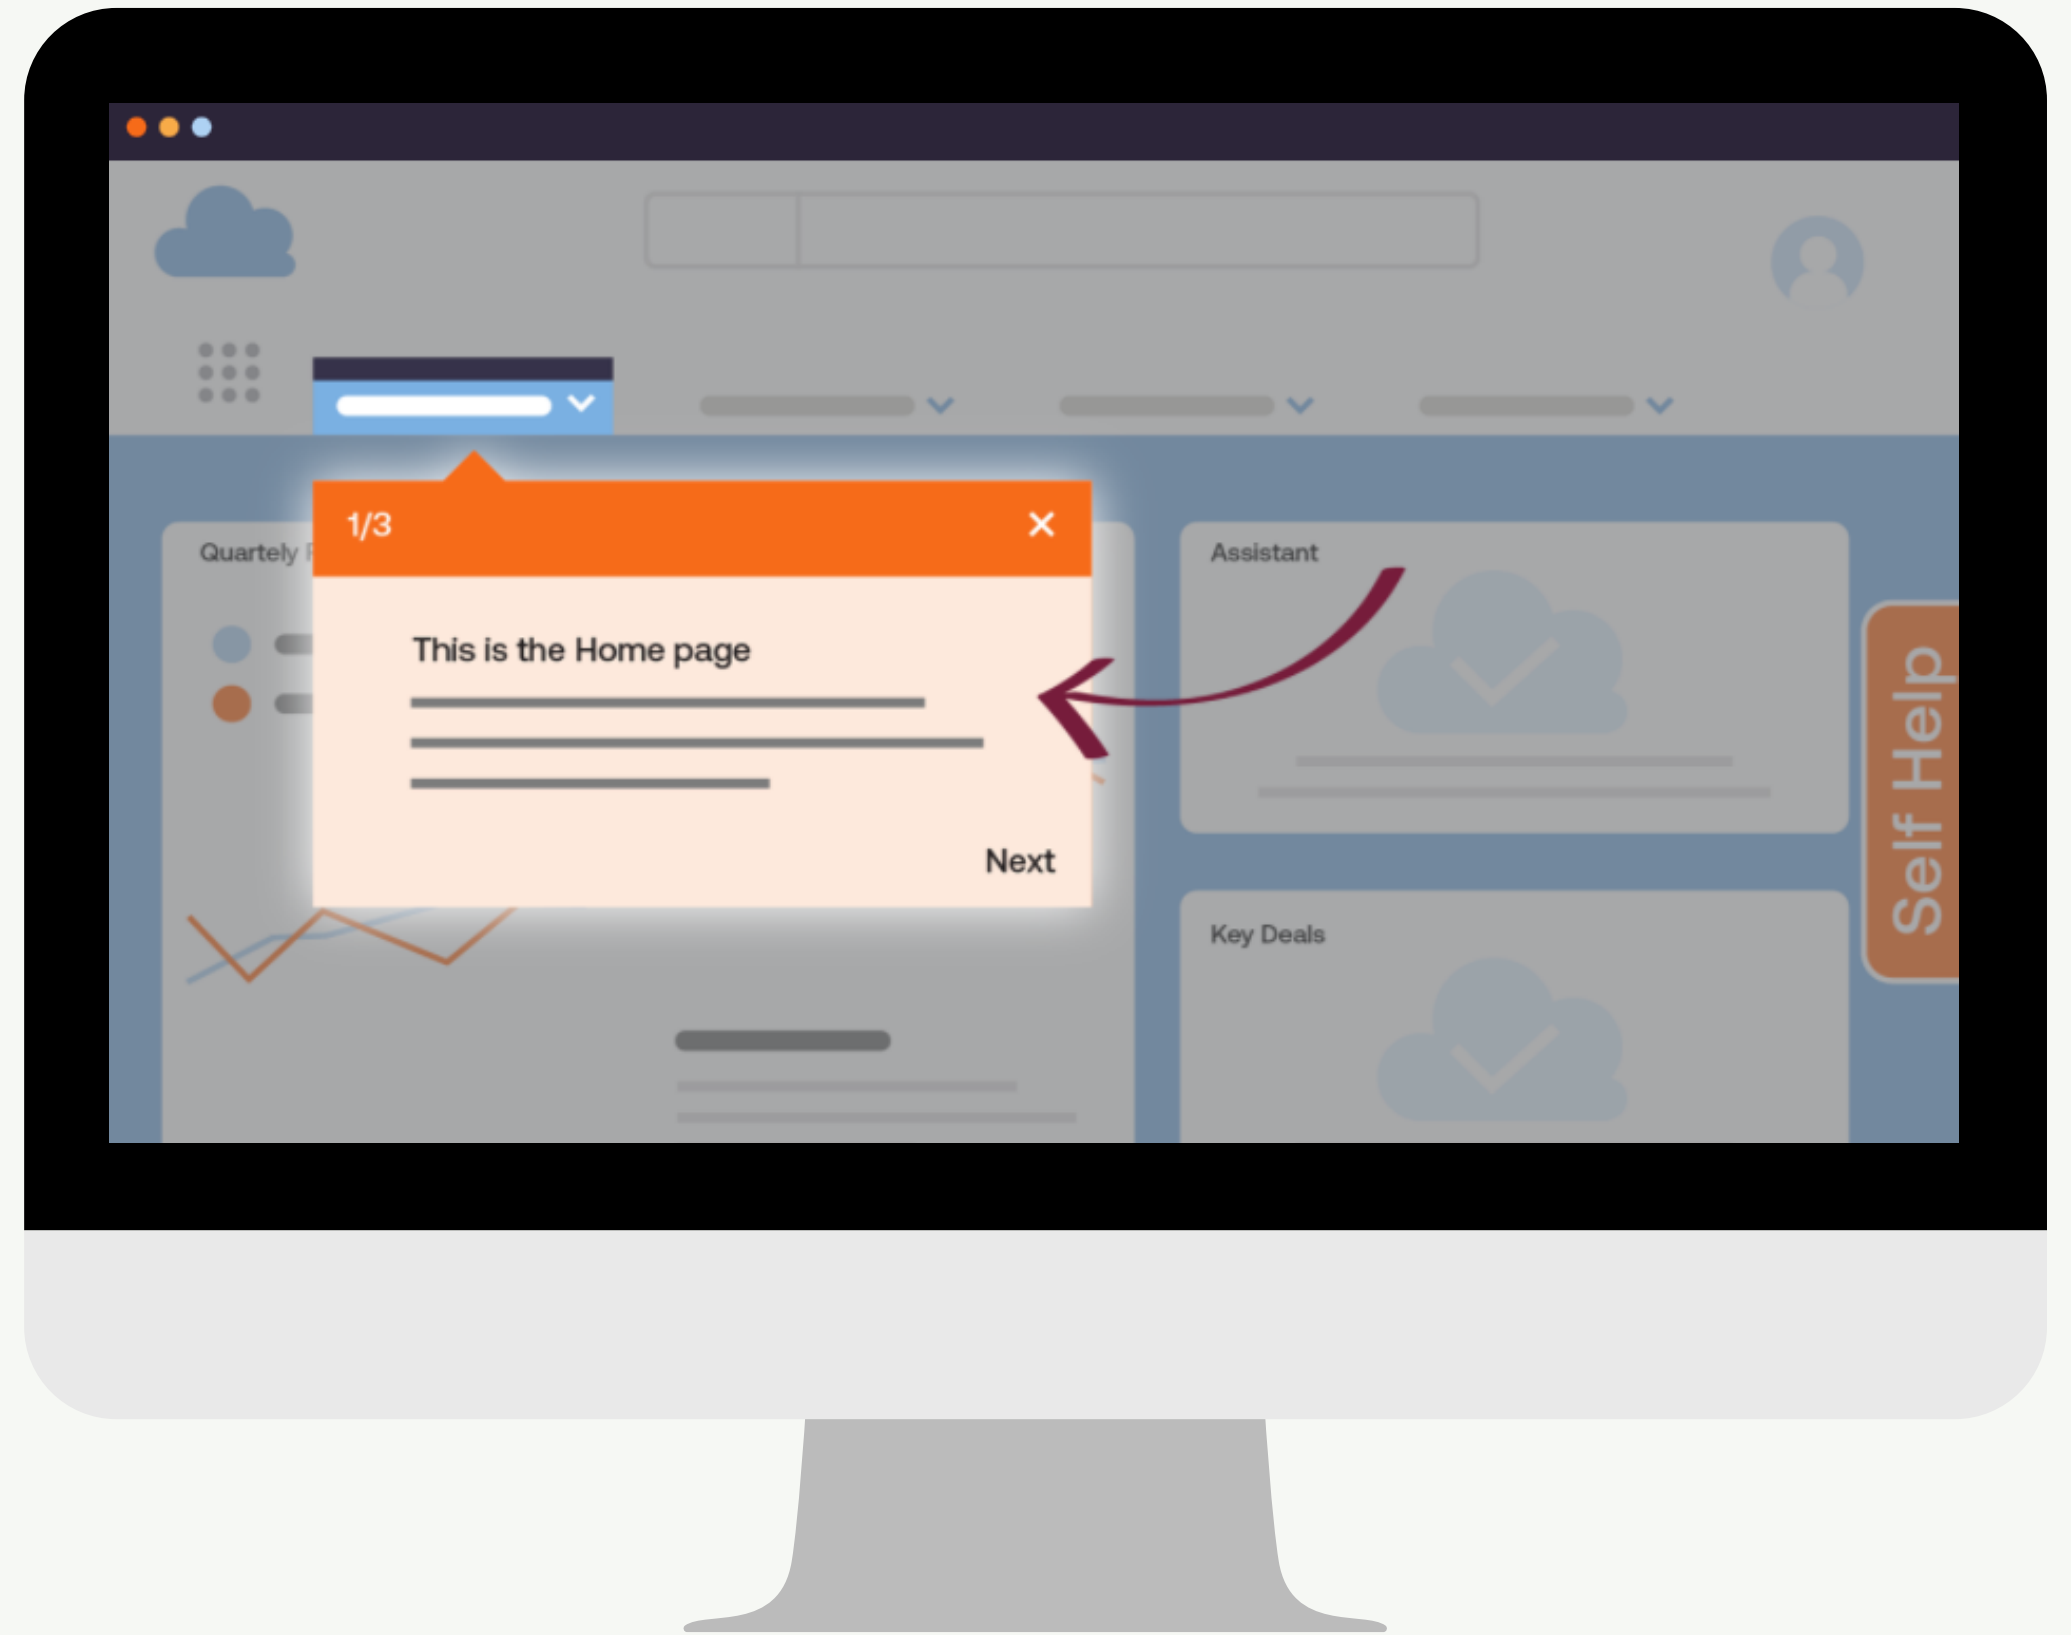 1/3
Quartely
This is the Home page
Next
Assistant
Key Deals
Self Help